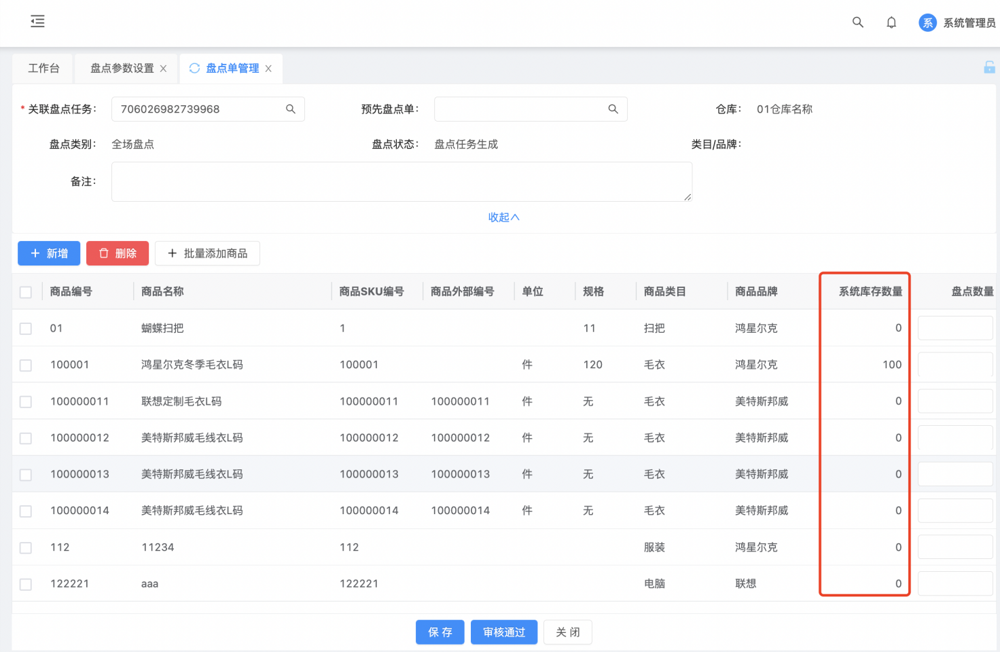 系 系统管理员
工作台 盘点参数设置 盘点单管理
* 关联盘点任务: 706026982739968 预先盘点单: 仓库: 01仓库名称
盘点类别: 全场盘点 盘点状态: 盘点任务生成 类目/品牌:
备注:
收起
新增 删除 批量添加商品
商品编号 商品名称 商品SKU编号 商品外部编号 单位 规格 商品类目 商品品牌 系统库存数量 盘点数量
01 蝴蝶扫把 1 11 扫把 鸿星尔克 0
100001 鸿星尔克冬季毛衣L码 100001 件 120 毛衣 鸿星尔克 100
100000011 联想定制毛衣L码 100000011 100000011 件 无 毛衣 美特斯邦威 0
100000012 美特斯邦威毛线衣L码 100000012 100000012 件 无 毛衣 美特斯邦威 0
100000013 美特斯邦威毛线衣L码 100000013 100000013 件 无 毛衣 美特斯邦威 0
100000014 美特斯邦威毛线衣L码 100000014 100000014 件 无 毛衣 美特斯邦威 0
112 11234 112 服装 鸿星尔克 0
122221 aaa 122221 电脑 联想 0
保 存 审核通过 关 闭